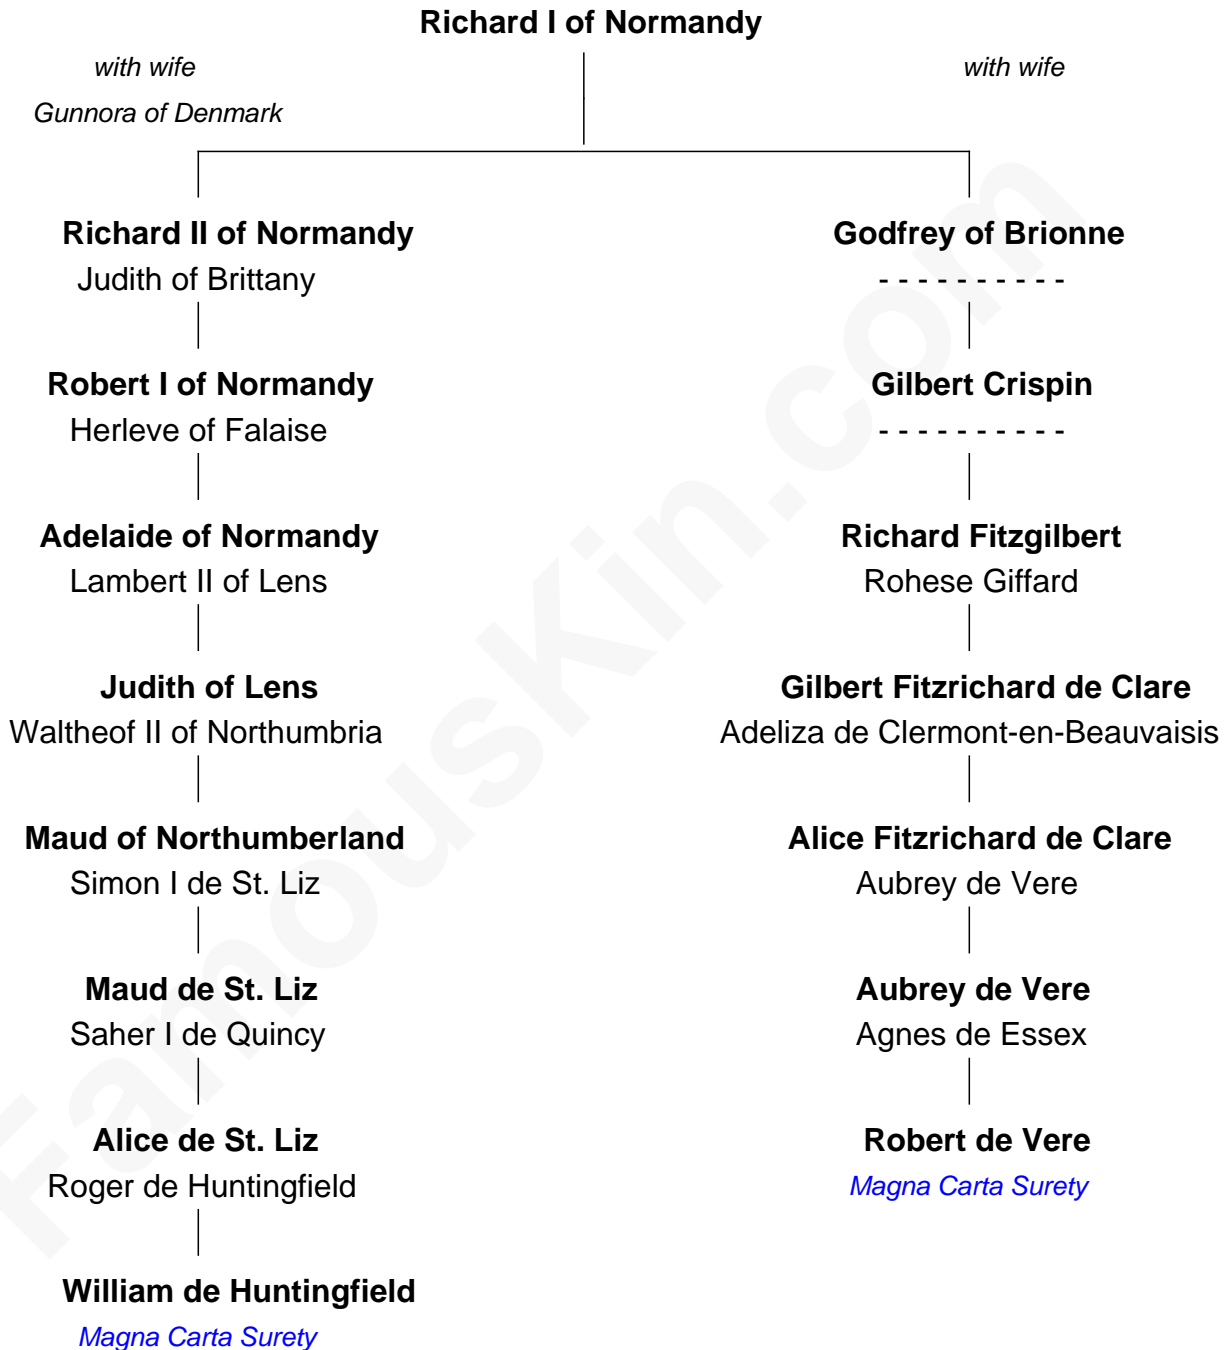 Richard I of Normandy
with wife
Gunnora of Denmark
with wife
Richard II of Normandy
Judith of Brittany
Robert I of Normandy
Herleve of Falaise
Adelaide of Normandy
Lambert II of Lens
Judith of Lens
Waltheof II of Northumbria
Maud of Northumberland
Simon I de St. Liz
Maud de St. Liz
Saher I de Quincy
Alice de St. Liz
Roger de Huntingfield
William de Huntingfield
Magna Carta Surety
Godfrey of Brionne
- - - - - - - - - -
Gilbert Crispin
- - - - - - - - - -
Richard Fitzgilbert
Rohese Giffard
Gilbert Fitzrichard de Clare
Adeliza de Clermont-en-Beauvaisis
Alice Fitzrichard de Clare
Aubrey de Vere
Aubrey de Vere
Agnes de Essex
Robert de Vere
Magna Carta Surety
FamousKin.com